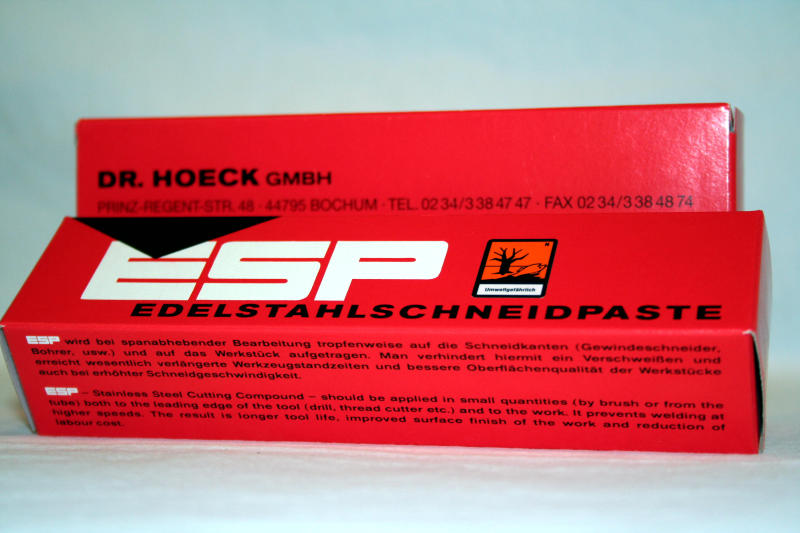 DR. HOECK GMBH
PRINZ-REGENT-STR. 48 · 44795 BOCHUM · TEL. 02 34/3 38 47 47 · FAX 02 34/3 38 48 74
ESP
N
Umweltgefährlich
EDELSTAHLSCHNEIDPASTE
ESP wird bei spanabhebender Bearbeitung tropfenweise auf die Schneidkanten (Gewindeschneider,
Bohrer, usw.) und auf das Werkstück aufgetragen. Man verhindert hiermit ein Verschweißen und
erreicht wesentlich verlängerte Werkzeugstandzeiten und bessere Oberflächenqualität der Werkstücke
auch bei erhöhter Schneidgeschwindigkeit.
ESP – Stainless Steel Cutting Compound – should be applied in small quantities (by brush or from the
tube) both to the leading edge of the tool (drill, thread cutter etc.) and to the work. It prevents welding at
higher speeds. The result is longer tool life, improved surface finish of the work and reduction of
labour cost.